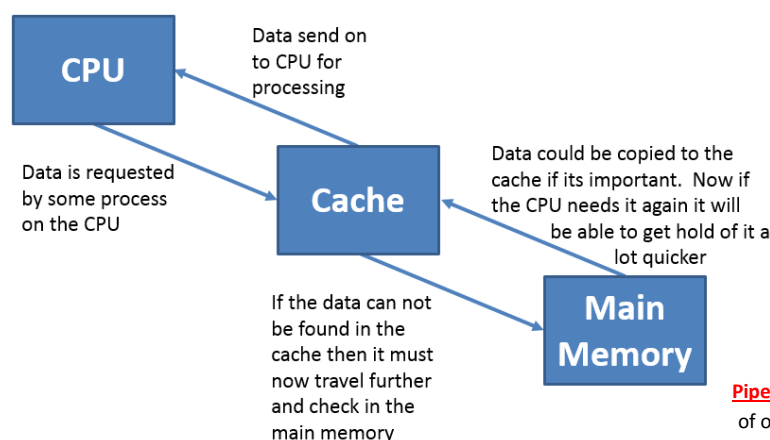 CPU
Data send on
to CPU for
processing
Data is requested
by some process
on the CPU
Cache
Data could be copied to the
cache if its important.  Now if
the CPU needs it again it will
be able to get hold of it a
lot quicker
If the data can not
be found in the
cache then it must
now travel further
and check in the
main memory
Main
Memory
Pipe
of o